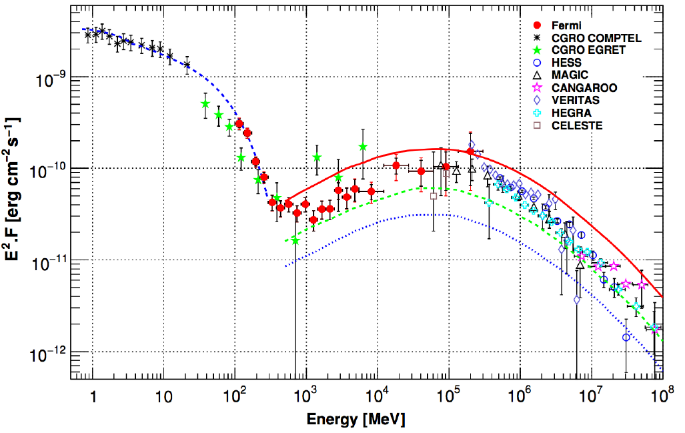 Fermi
CGRO COMPTEL
CGRO EGRET
HESS
MAGIC
CANGAROO
VERITAS
HEGRA
CELESTE
E².F [erg cm⁻² s⁻¹]
10⁻⁹
10⁻¹⁰
10⁻¹¹
10⁻¹²
1 10 10² 10³ 10⁴ 10⁵ 10⁶ 10⁷ 10⁸
Energy [MeV]